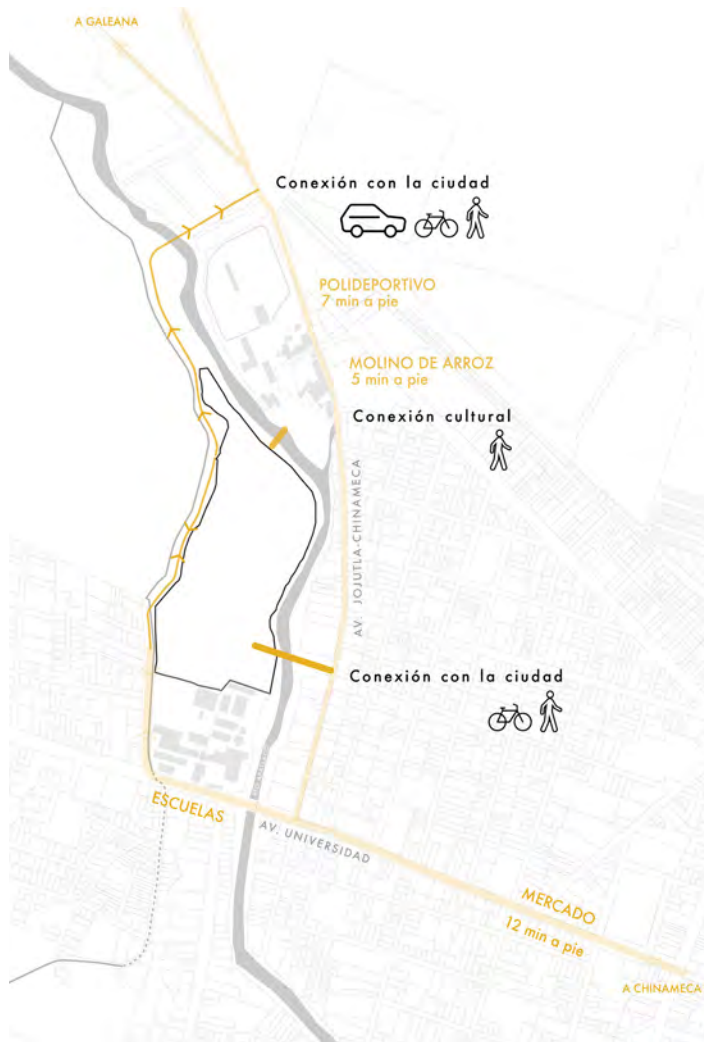 A GALEANA
Conexión con la ciudad
POLIDEPORTIVO
7 min a pie
MOLINO DE ARROZ
5 min a pie
Conexión cultural
AV. JOJUTLA-CHINAMECA
Conexión con la ciudad
ESCUELAS
AV. UNIVERSIDAD
MERCADO
12 min a pie
A CHINAMECA